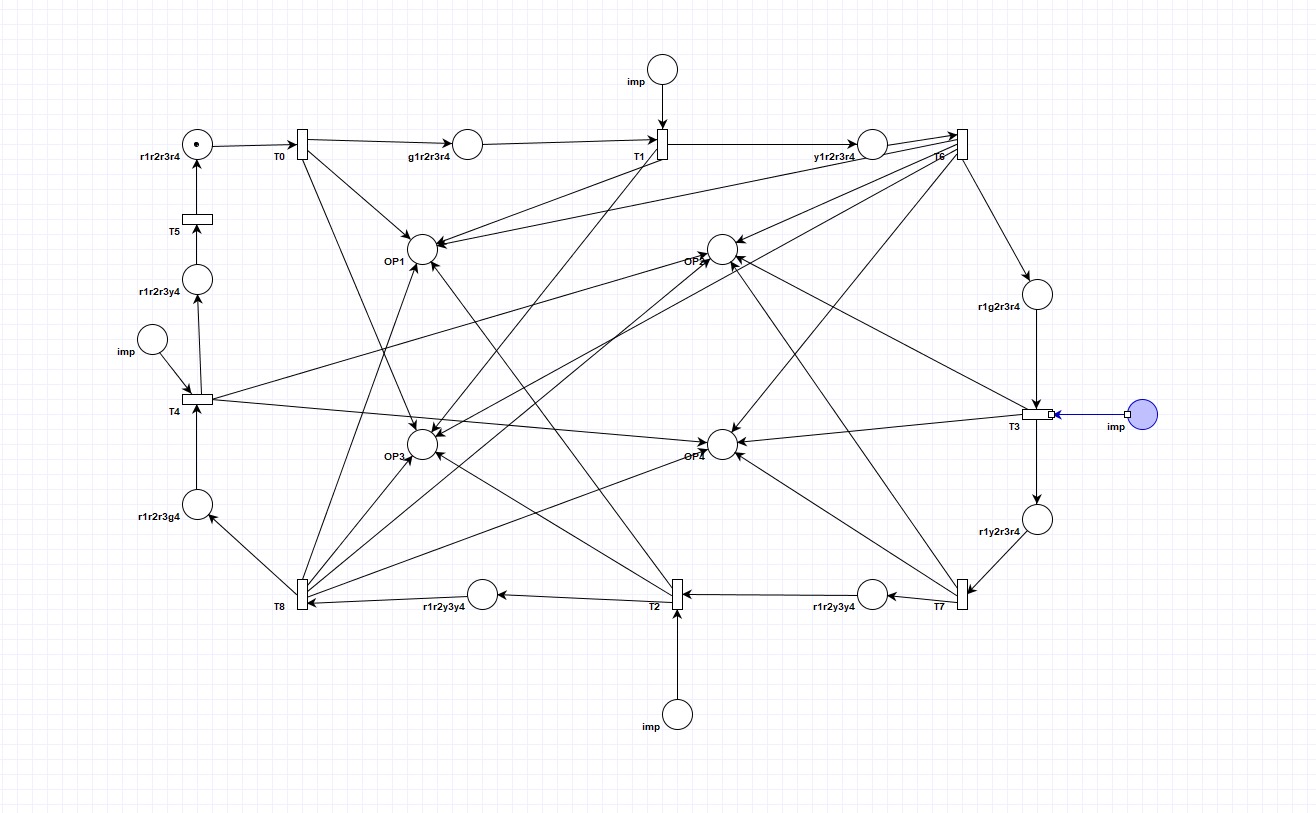 imp
r1r2r3r4
T0
g1r2r3r4
T1
y1r2r3r4
T6
T5
OP1
OP2
r1r2r3y4
r1g2r3r4
imp
T4
T3
imp
OP3
OP4
r1r2r3g4
r1y2r3r4
T8
r1r2y3y4
T2
r1r2y3y4
T7
imp